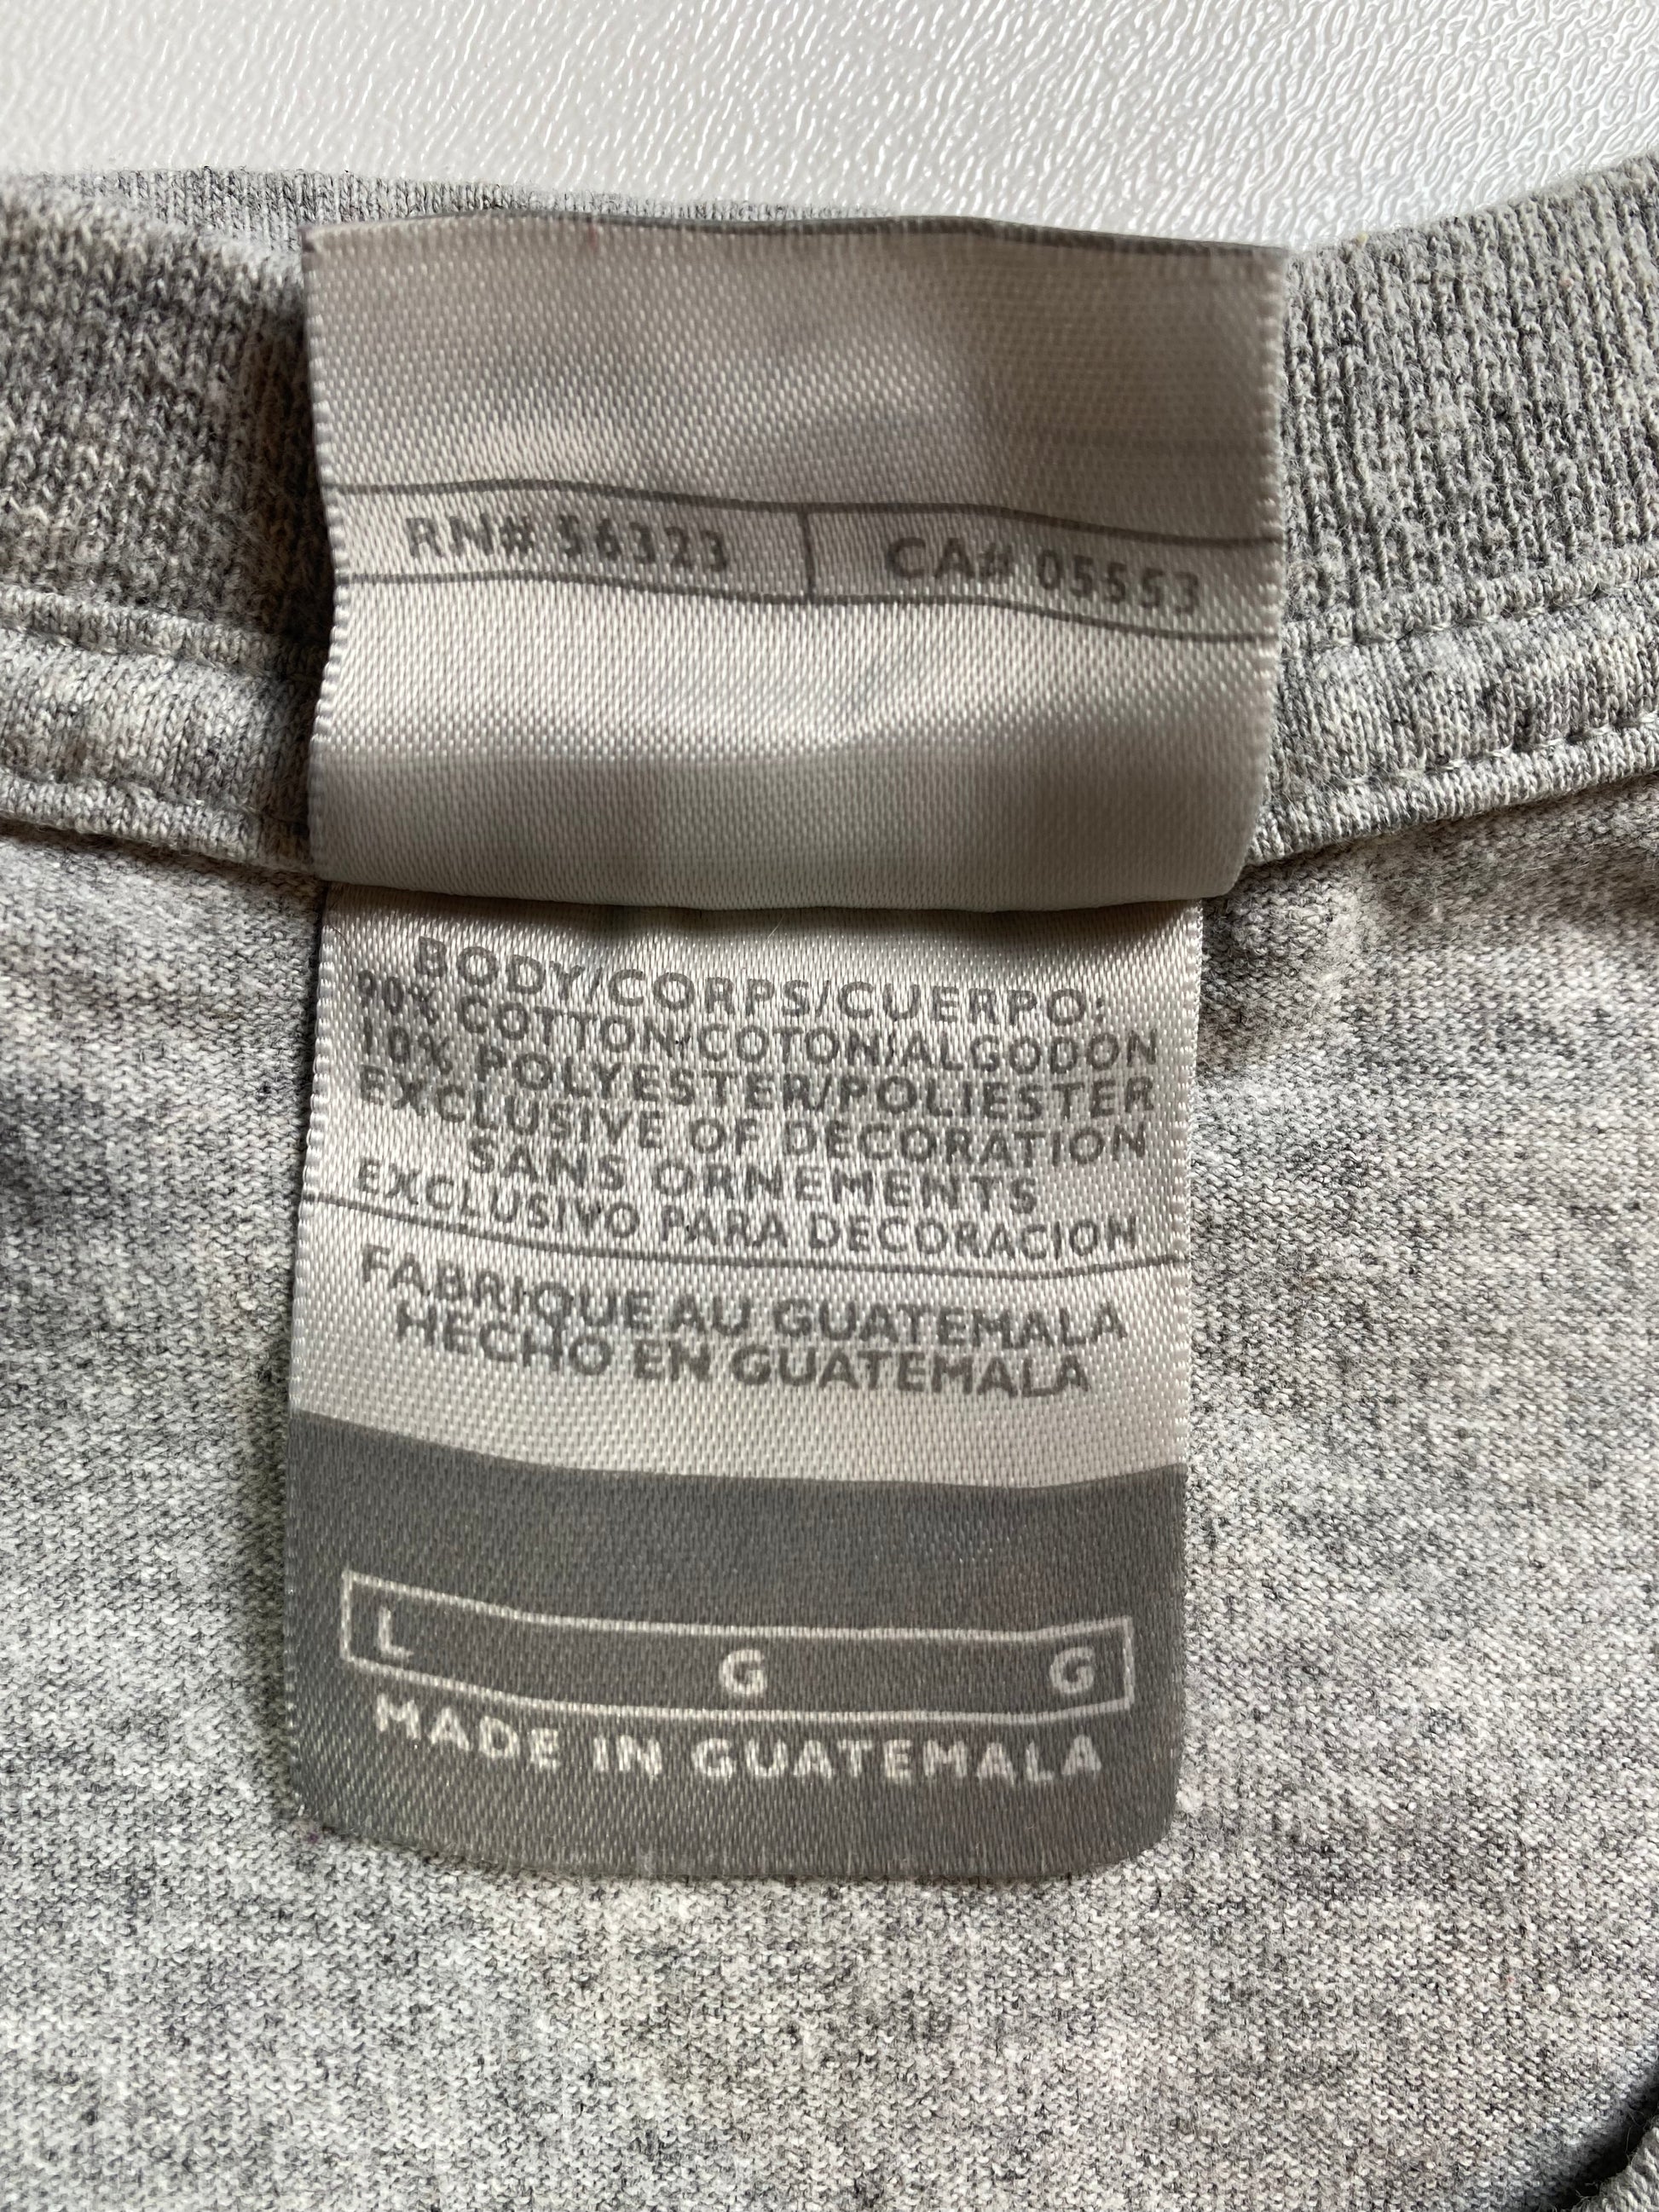 RN# 56323 CA# 05553
BODY/CORPS/CUERPO:
90% COTTON/COTON/ALGODON
10% POLYESTER/POLIESTER
EXCLUSIVE OF DECORATION
SANS ORNEMENTS
EXCLUSIVO PARA DECORACION
FABRIQUE AU GUATEMALA
HECHO EN GUATEMALA
L G G
MADE IN GUATEMALA